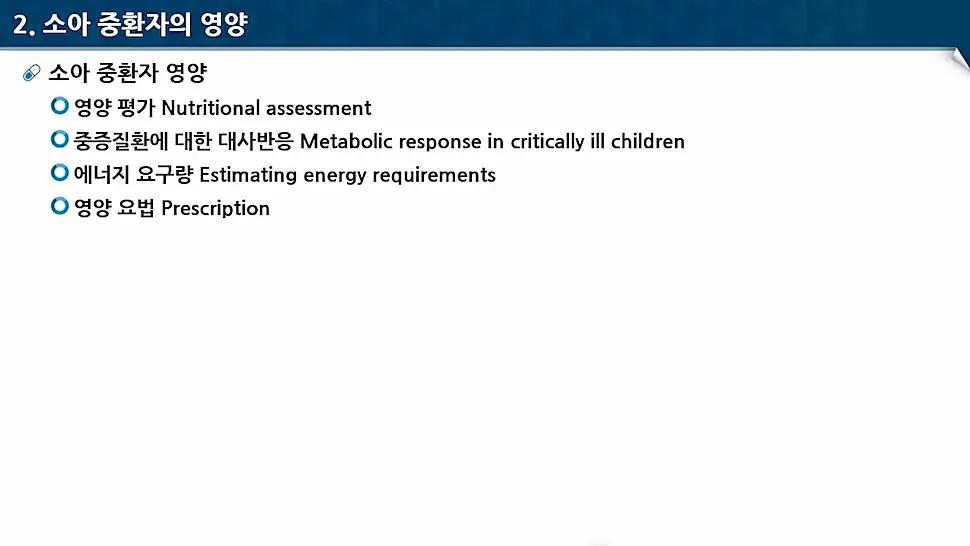 2. 소아 중환자의 영양
소아 중환자 영양
영양 평가 Nutritional assessment
중증질환에 대한 대사반응 Metabolic response in critically ill children
에너지 요구량 Estimating energy requirements
영양 요법 Prescription